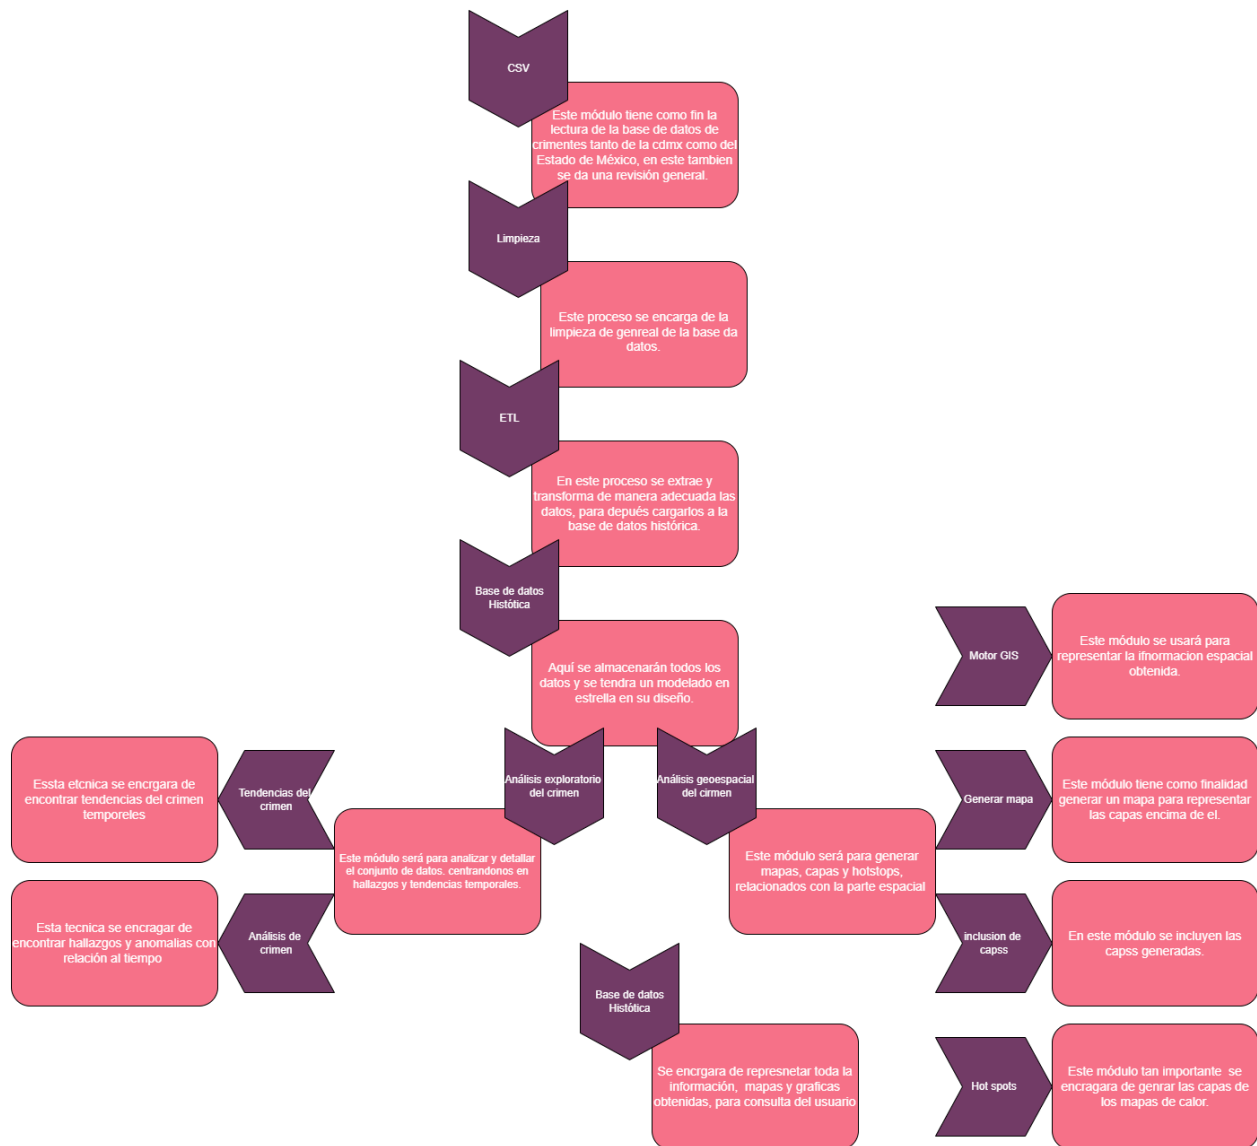 CSV
Este módulo tiene como fin la
lectura de la base de datos de
crimentes tanto de la cdmx como del
Estado de México, en este tambien
se da una revisión general.
Limpieza
Este proceso se encarga de la
limpieza de genreal de la base da
datos.
ETL
En este proceso se extrae y
transforma de manera adecuada las
datos, para depués cargarlos a la
base de datos histórica.
Base de datos
Histótica
Aquí se almacenarán todos los
datos y se tendra un modelado en
estrella en su diseño.
Análisis exploratorio
del crimen
Este módulo será para analizar y detallar
el conjunto de datos. centrandonos en
hallazgos y tendencias temporales.
Tendencias del
crimen
Essta etcnica se encrgara de
encontrar tendencias del crimen
temporeles
Análisis de
crimen
Esta tecnica se encragar de
encontrar hallazgos y anomalias con
relación al tiempo
Análisis geoespacial
del cirmen
Este módulo será para generar
mapas, capas y hotstops,
relacionados con la parte espacial
Motor GIS
Este módulo se usará para
representar la ifnormacion espacial
obtenida.
Generar mapa
Este módulo tiene como finalidad
generar un mapa para representar
las capas encima de el.
inclusion de
capss
En este módulo se incluyen las
capss generadas.
Hot spots
Este módulo tan importante se
encragara de genrar las capas de
los mapas de calor.
Base de datos
Histótica
Se encrgara de represnetar toda la
información, mapas y graficas
obtenidas, para consulta del usuario